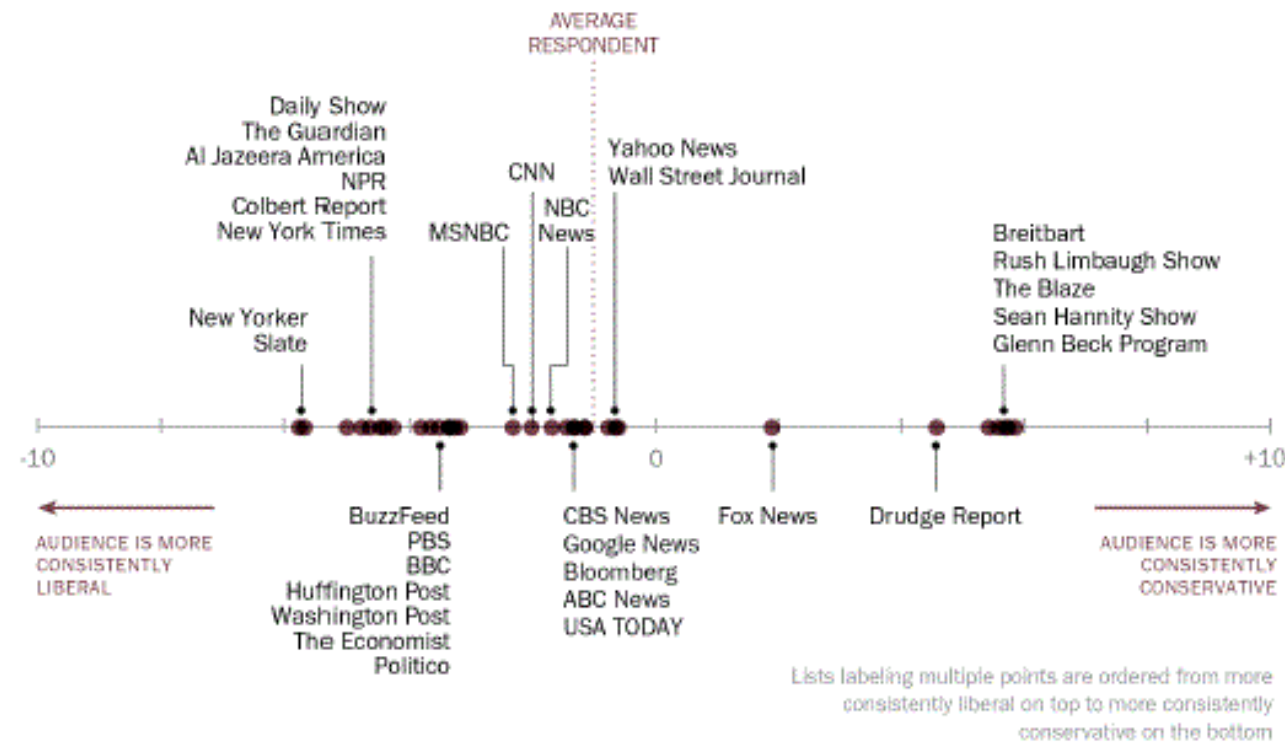 AVERAGE
RESPONDENT
Daily Show
The Guardian
Al Jazeera America
NPR
Colbert Report
New York Times
CNN
Yahoo News
Wall Street Journal
MSNBC
NBC
News
Breitbart
Rush Limbaugh Show
The Blaze
Sean Hannity Show
Glenn Beck Program
New Yorker
Slate
-10
0
+10
AUDIENCE IS MORE
CONSISTENTLY
LIBERAL
BuzzFeed
PBS
BBC
Huffington Post
Washington Post
The Economist
Politico
CBS News
Google News
Bloomberg
ABC News
USA TODAY
Fox News
Drudge Report
AUDIENCE IS MORE
CONSISTENTLY
CONSERVATIVE
Lists labeling multiple points are ordered from more
consistently liberal on top to more consistently
conservative on the bottom